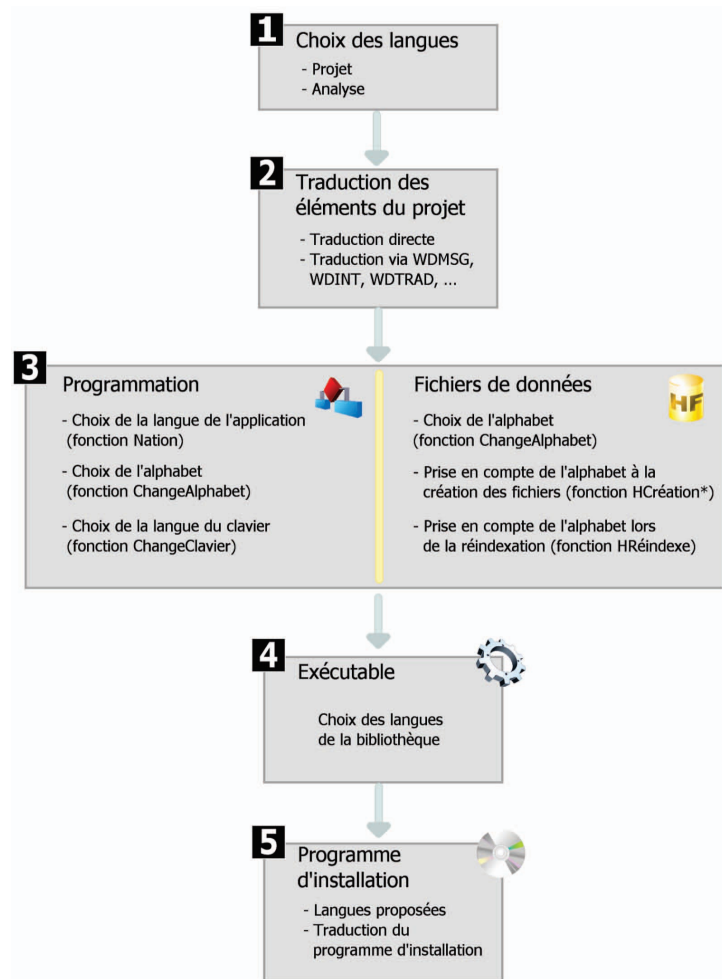 1
Choix des langues
- Projet
- Analyse
2
Traduction des
éléments du projet
- Traduction directe
- Traduction via WDMSG,
WDINT, WDTRAD, ...
3
Programmation
- Choix de la langue de l'application
(fonction Nation)
- Choix de l'alphabet
(fonction ChangeAlphabet)
- Choix de la langue du clavier
(fonction ChangeClavier)
Fichiers de données
HF
- Choix de l'alphabet
(fonction ChangeAlphabet)
- Prise en compte de l'alphabet à la
création des fichiers (fonction HCréation*)
- Prise en compte de l'alphabet lors
de la réindexation (fonction HRéindexe)
4
Exécutable
Choix des langues
de la bibliothèque
5
Programme
d'installation
- Langues proposées
- Traduction du
programme d'installation